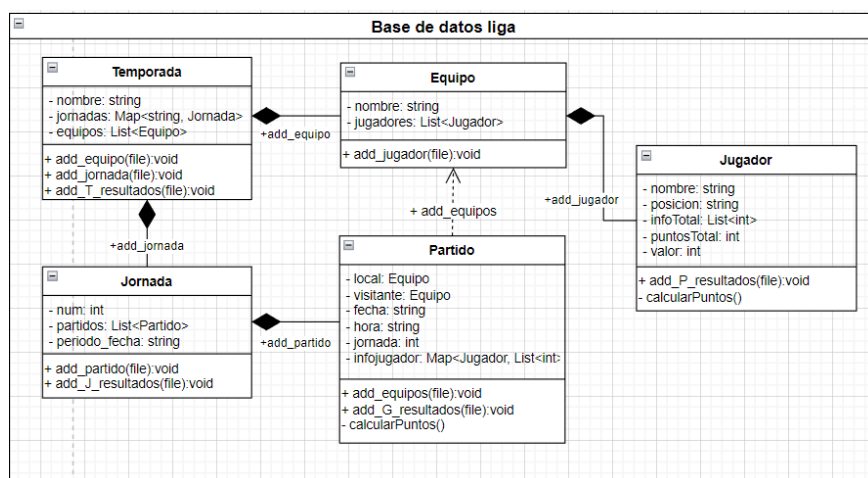 Base de datos liga
Temporada
- nombre: string
- jornadas: Map<string, Jornada>
- equipos: List<Equipo>
+ add_equipo(file):void
+ add_jornada(file):void
+ add_T_resultados(file):void
+add_equipo
Equipo
- nombre: string
- jugadores: List<Jugador>
+ add_jugador(file):void
+add_jugador
Jugador
- nombre: string
- posicion: string
- infoTotal: List<int>
- puntosTotal: int
- valor: int
+ add_P_resultados(file):void
- calcularPuntos()
+ add_equipos
+add_jornada
Jornada
- num: int
- partidos: List<Partido>
- periodo_fecha: string
+ add_partido(file):void
+ add_J_resultados(file):void
+add_partido
Partido
- local: Equipo
- visitante: Equipo
- fecha: string
- hora: string
- jornada: int
- infojugador: Map<Jugador, List<int>
+ add_equipos(file):void
+ add_G_resultados(file):void
- calcularPuntos()